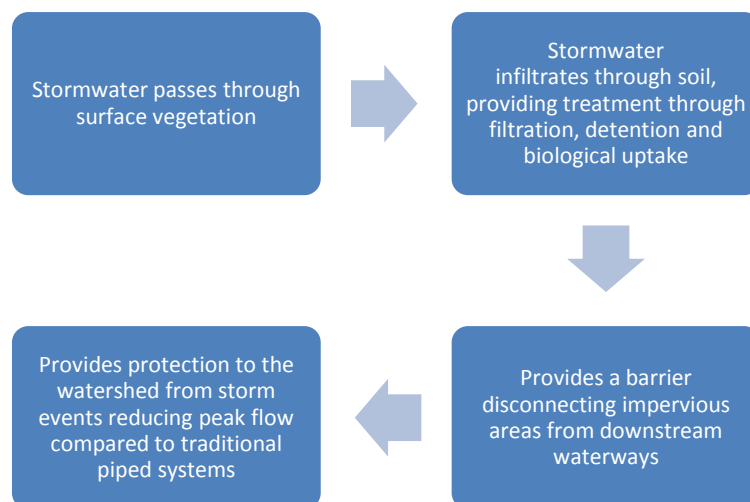 Stormwater passes through
surface vegetation
Stormwater
infiltrates through soil,
providing treatment through
filtration, detention and
biological uptake
Provides a barrier
disconnecting impervious
areas from downstream
waterways
Provides protection to the
watershed from storm
events reducing peak flow
compared to traditional
piped systems